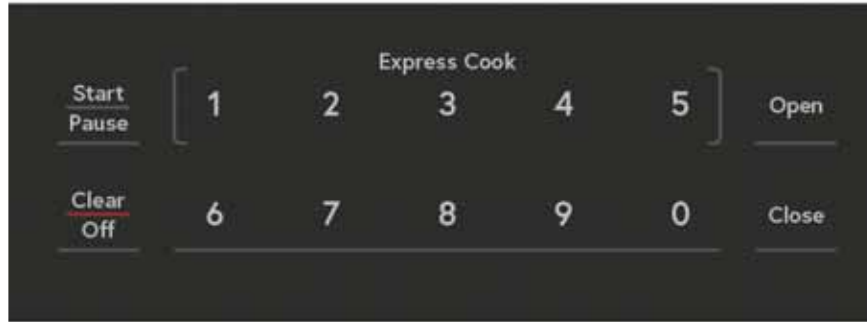 Express Cook
Start
Pause
1 2 3 4 5
Open
Clear
Off
6 7 8 9 0
Close